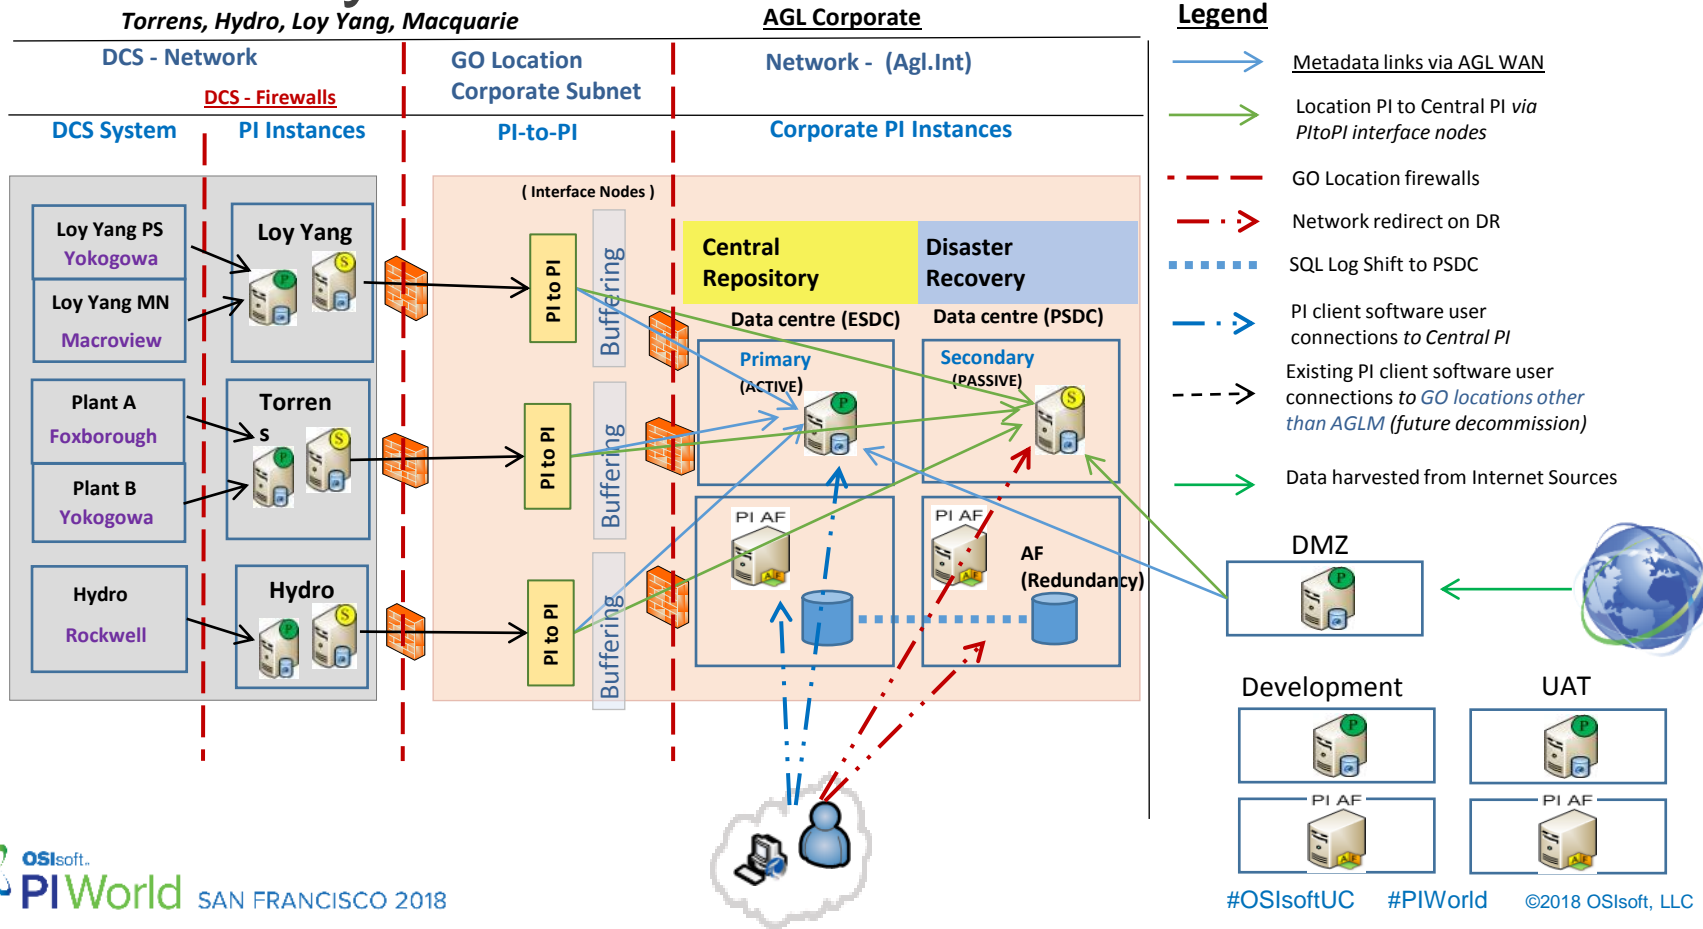 Torrens, Hydro, Loy Yang, Macquarie
AGL Corporate
Legend
DCS - Network
GO Location
Corporate Subnet
Network -  (Agl.Int)
DCS - Firewalls
DCS System
PI Instances
PI-to-PI
Corporate PI Instances
( Interface Nodes )
Loy Yang PS
Yokogowa
Loy Yang MN
Macroview
Loy Yang
P
S
Plant A
Foxborough
Plant B
Yokogowa
Torren
s
P
S
Hydro
Rockwell
Hydro
P
S
PI to PI
Buffering
PI to PI
Buffering
PI to PI
Buffering
Central
Repository
Disaster
Recovery
Data centre (ESDC)
Data centre (PSDC)
Primary
(ACTIVE)
P
Secondary
(PASSIVE)
S
PI AF
A F
PI AF
A F
AF
(Redundancy)
Metadata links via AGL WAN
Location PI to Central PI via
PItoPI interface nodes
GO Location firewalls
Network redirect on DR
SQL Log Shift to PSDC
PI client software user
connections to Central PI
Existing PI client software user
connections to GO locations other
than AGLM (future decommission)
Data harvested from Internet Sources
DMZ
P
Development
UAT
P
P
PI AF
A F
PI AF
A F
OSIsoft.
PIWorld SAN FRANCISCO 2018
#OSIsoftUC
#PIWorld
©2018 OSIsoft, LLC